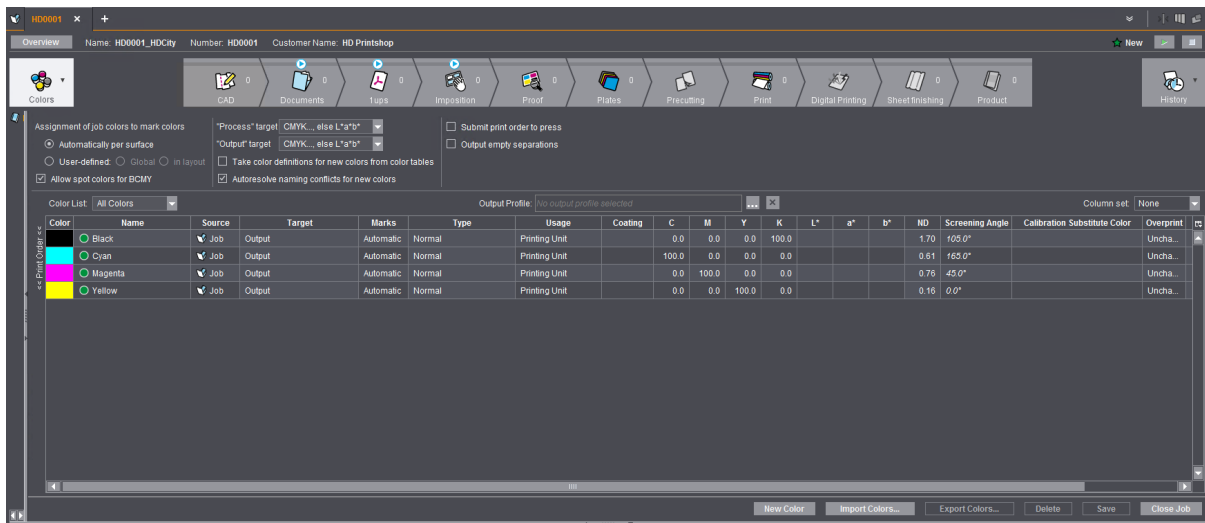 HD0001 × +
Overview Name: HD0001_HDCity Number: HD0001 Customer Name: HD Printshop New
Colors CAD 0 Documents 0 1ups 0 Imposition 0 Proof 0 Plates 0 Precutting Print 0 Digital Printing Sheet finishing 0 Product 0 History
Assignment of job colors to mark colors "Process" target CMYK..., else L*a*b* Submit print order to press
Automatically per surface "Output" target CMYK..., else L*a*b* Output empty separations
User-defined: Global in layout Take color definitions for new colors from color tables
Allow spot colors for BCMY Autoresolve naming conflicts for new colors
Color List: All Colors Output Profile: No output profile selected ... Column set: None
<< Print Order <<
Color Name Source Target Marks Type Usage Coating C M Y K L* a* b* ND Screening Angle Calibration Substitute Color Overprint
Black Job Output Automatic Normal Printing Unit 0.0 0.0 0.0 100.0 1.70 105.0° Uncha...
Cyan Job Output Automatic Normal Printing Unit 100.0 0.0 0.0 0.0 0.61 165.0° Uncha...
Magenta Job Output Automatic Normal Printing Unit 0.0 100.0 0.0 0.0 0.76 45.0° Uncha...
Yellow Job Output Automatic Normal Printing Unit 0.0 0.0 100.0 0.0 0.16 0.0° Uncha...
New Color Import Colors... Export Colors... Delete Save Close Job